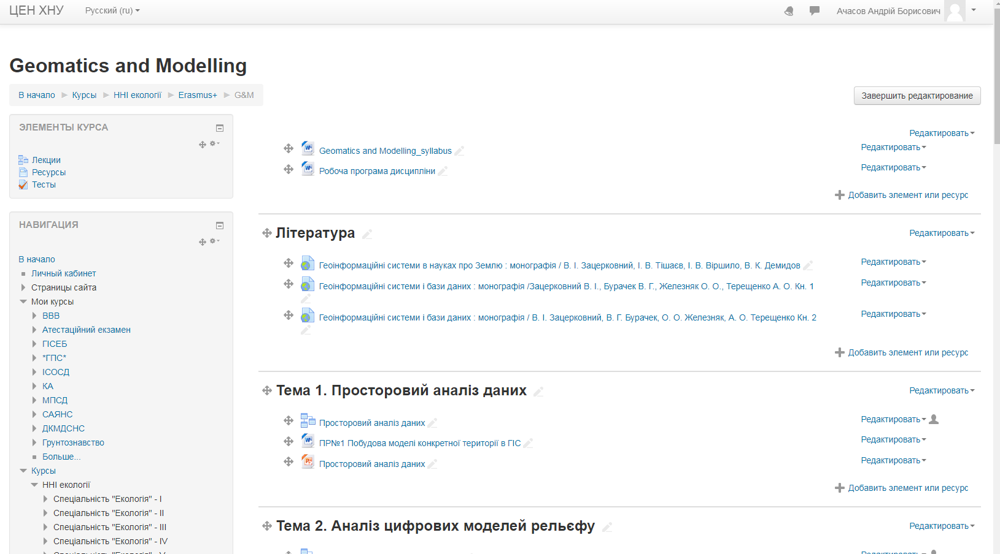 ЦЕН ХНУ
Русский (ru)
Ачасов Андрій Борисович
Geomatics and Modelling
В начало
Курсы
ННІ екології
Erasmus+
G&M
Завершить редактирование
ЭЛЕМЕНТЫ КУРСА
Лекции
Ресурсы
Тесты
НАВИГАЦИЯ
В начало
Личный кабинет
Страницы сайта
Мои курсы
ВВВ
Атестаційний екзамен
ГІСЕБ
*ГПС*
ІСОСД
КА
МПСД
САЯНС
ДКМДСНС
Грунтознавство
Больше...
Курсы
ННІ екології
Спеціальність "Екологія" - I
Спеціальність "Екологія" - II
Спеціальність "Екологія" - III
Спеціальність "Екологія" - IV
Спеціальність "Екологія" - V
Редактировать
Geomatics and Modelling_syllabus
Редактировать
Робоча програма дисципліни
Редактировать
Добавить элемент или ресурс
Література
Редактировать
Геоінформаційні системи в науках про Землю : монографія / В. І. Зацерковний, І. В. Тішаєв, І. В. Віршило, В. К. Демидов
Редактировать
Геоінформаційні системи і бази даних : монографія /Зацерковний В. І., Бурачек В. Г., Железняк О. О., Терещенко А. О. Кн. 1
Редактировать
Геоінформаційні системи і бази даних : монографія / В. І. Зацерковний, В. Г. Бурачек, О. О. Железняк, А. О. Терещенко Кн. 2
Редактировать
Добавить элемент или ресурс
Тема 1. Просторовий аналіз даних
Редактировать
Просторовий аналіз даних
Редактировать
ПР№1 Побудова моделі конкретної території в ГІС
Редактировать
Просторовий аналіз даних
Редактировать
Добавить элемент или ресурс
Тема 2. Аналіз цифрових моделей рельєфу
Редактировать
Редактировать